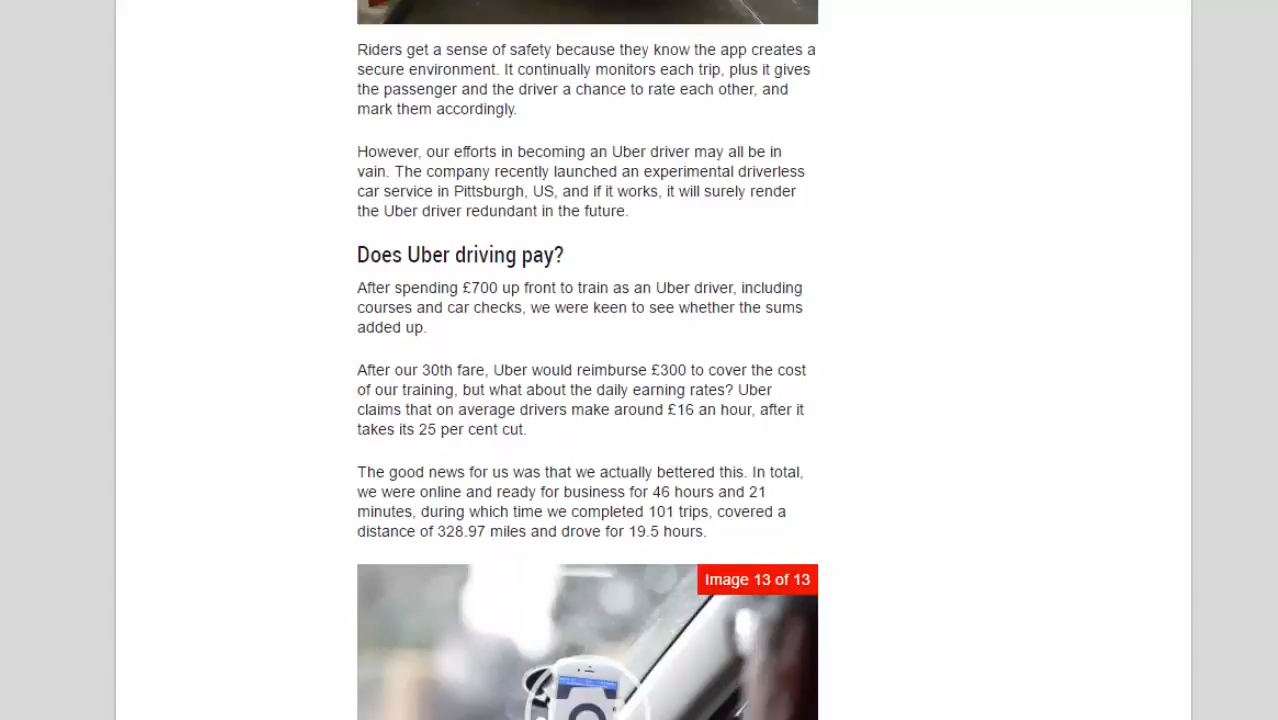 Riders get a sense of safety because they know the app creates a
secure environment. It continually monitors each trip, plus it gives
the passenger and the driver a chance to rate each other, and
mark them accordingly.
However, our efforts in becoming an Uber driver may all be in
vain. The company recently launched an experimental driverless
car service in Pittsburgh, US, and if it works, it will surely render
the Uber driver redundant in the future.
Does Uber driving pay?
After spending £700 up front to train as an Uber driver, including
courses and car checks, we were keen to see whether the sums
added up.
After our 30th fare, Uber would reimburse £300 to cover the cost
of our training, but what about the daily earning rates? Uber
claims that on average drivers make around £16 an hour, after it
takes its 25 per cent cut.
The good news for us was that we actually bettered this. In total,
we were online and ready for business for 46 hours and 21
minutes, during which time we completed 101 trips, covered a
distance of 328.97 miles and drove for 19.5 hours.
Image 13 of 13